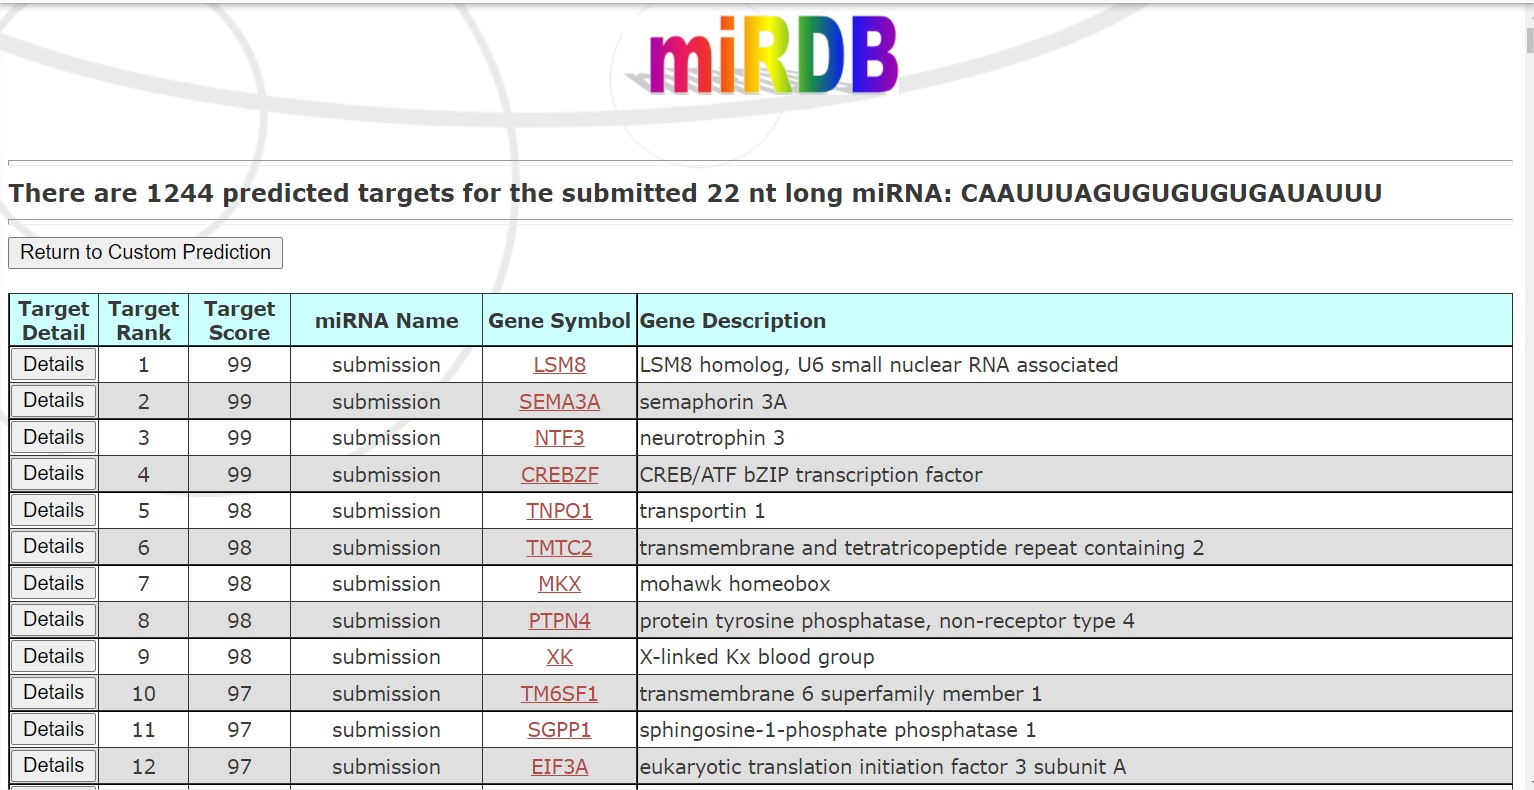 miRDB
There are 1244 predicted targets for the submitted 22 nt long miRNA: CAAUUUAGUGUGUGUGAUAUUU
Return to Custom Prediction
Target Detail Target Rank Target Score miRNA Name Gene Symbol Gene Description
Details 1 99 submission LSM8 LSM8 homolog, U6 small nuclear RNA associated
Details 2 99 submission SEMA3A semaphorin 3A
Details 3 99 submission NTF3 neurotrophin 3
Details 4 99 submission CREBZF CREB/ATF bZIP transcription factor
Details 5 98 submission TNPO1 transportin 1
Details 6 98 submission TMTC2 transmembrane and tetratricopeptide repeat containing 2
Details 7 98 submission MKX mohawk homeobox
Details 8 98 submission PTPN4 protein tyrosine phosphatase, non-receptor type 4
Details 9 98 submission XK X-linked Kx blood group
Details 10 97 submission TM6SF1 transmembrane 6 superfamily member 1
Details 11 97 submission SGPP1 sphingosine-1-phosphate phosphatase 1
Details 12 97 submission EIF3A eukaryotic translation initiation factor 3 subunit A